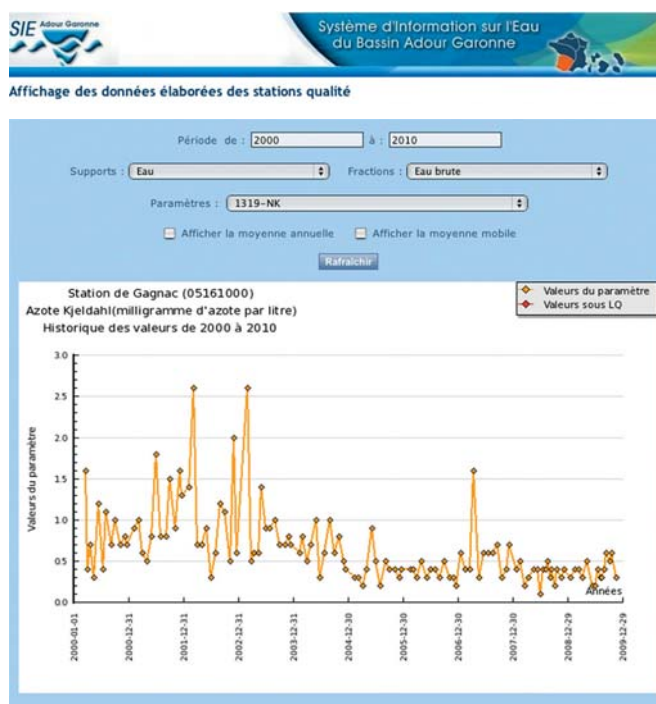 SIE Adour Garonne
Système d'Information sur l'Eau
du Bassin Adour Garonne
Affichage des données élaborées des stations qualité
Période de : 2000 à : 2010
Supports : Eau Fractions : Eau brute
Paramètres : 1319-NK
Afficher la moyenne annuelle Afficher la moyenne mobile
Rafraîchir
Station de Gagnac (05161000)
Azote Kjeldahl(milligramme d'azote par litre)
Historique des valeurs de 2000 à 2010
Valeurs du paramètre
Valeurs sous LQ
Valeurs du paramètre
3.0
2.5
2.0
1.5
1.0
0.5
0.0
Années
2000-01-01
2000-12-31
2001-12-31
2002-12-31
2003-12-31
2004-12-30
2005-12-30
2006-12-30
2007-12-30
2008-12-29
2009-12-29